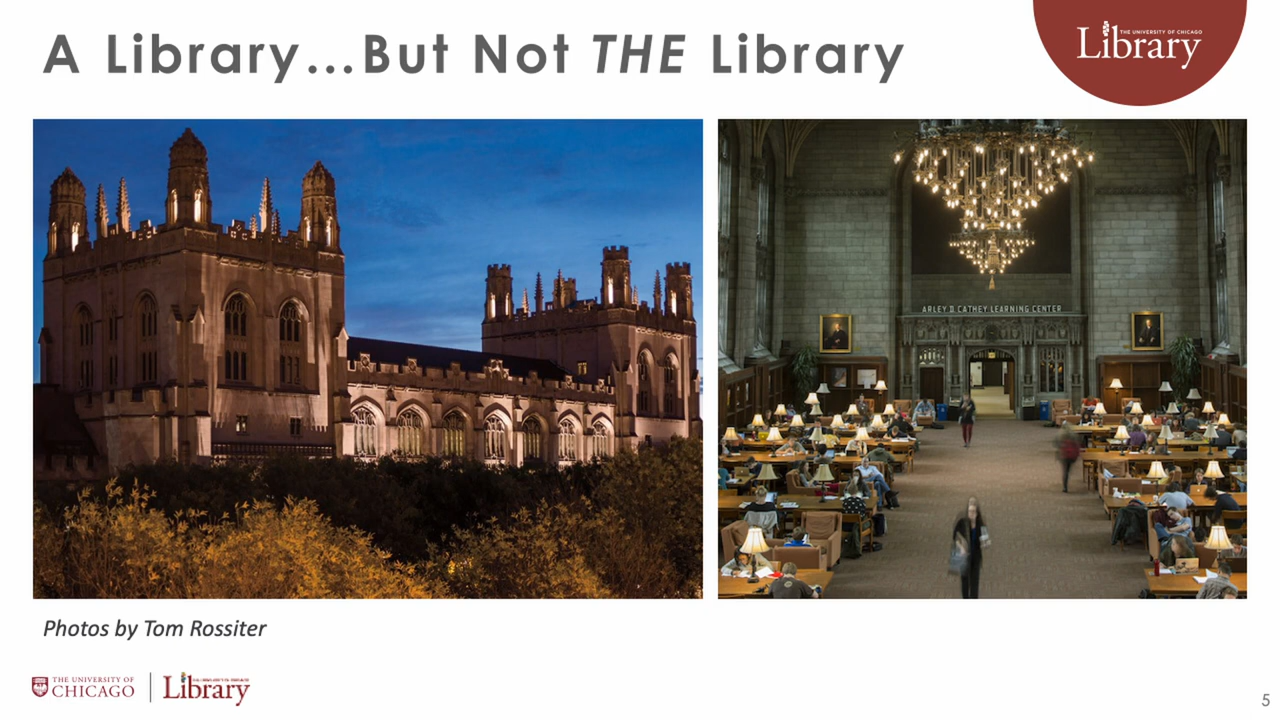 A Library...But Not THE Library
THE UNIVERSITY OF CHICAGO
Library
ARLEY D CATHEY LEARNING CENTER
Photos by Tom Rossiter
THE UNIVERSITY OF
CHICAGO
Library
5